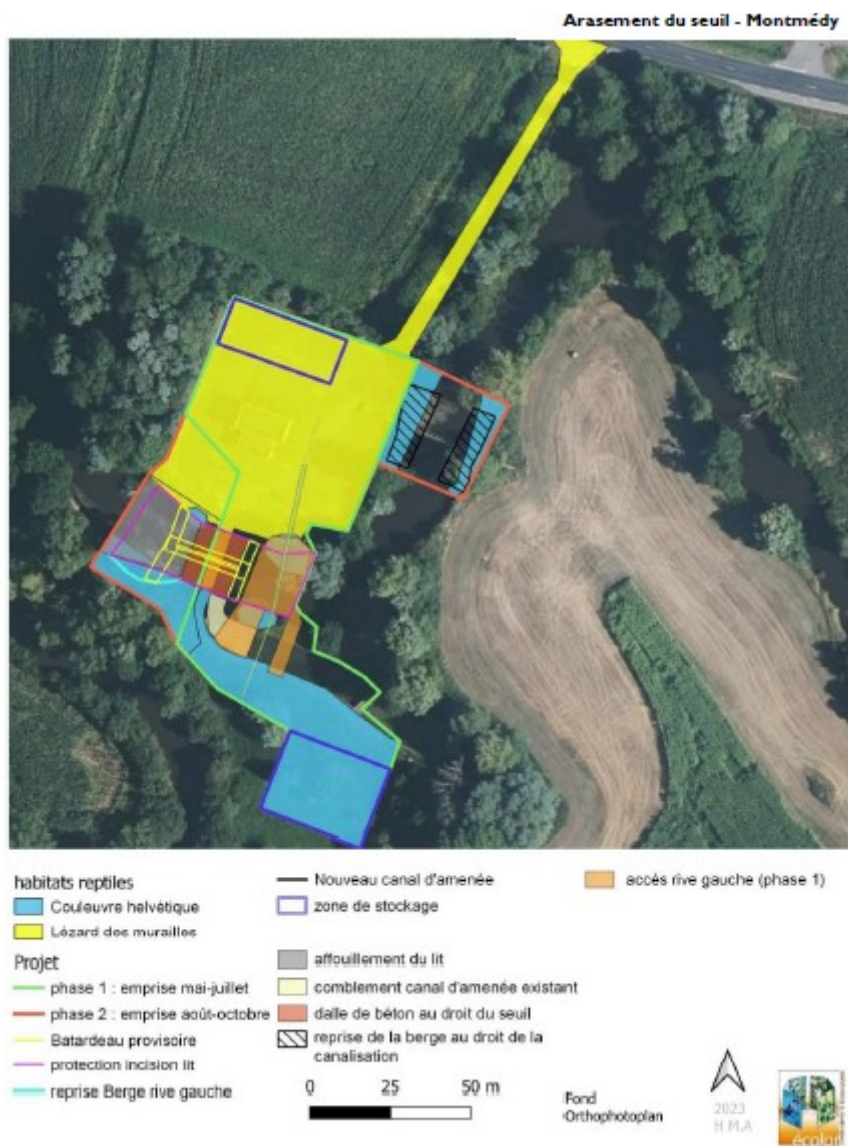 Arasement du seuil - Montmédy
habitats reptiles
Couleuvre helvétique
Lézard des murailles
Projet
phase 1 : emprise mai-juillet
phase 2 : emprise août-octobre
Batardeau provisoire
protection incision lit
reprise Berge rive gauche
Nouveau canal d'amenée
zone de stockage
affouillement du lit
comblement canal d'amenée existant
dalle de béton au droit du seuil
reprise de la berge au droit de la
canalisation
accès rive gauche (phase 1)
0 25 50 m
Fond
Orthophotoplan
2023
H M.A
écolor